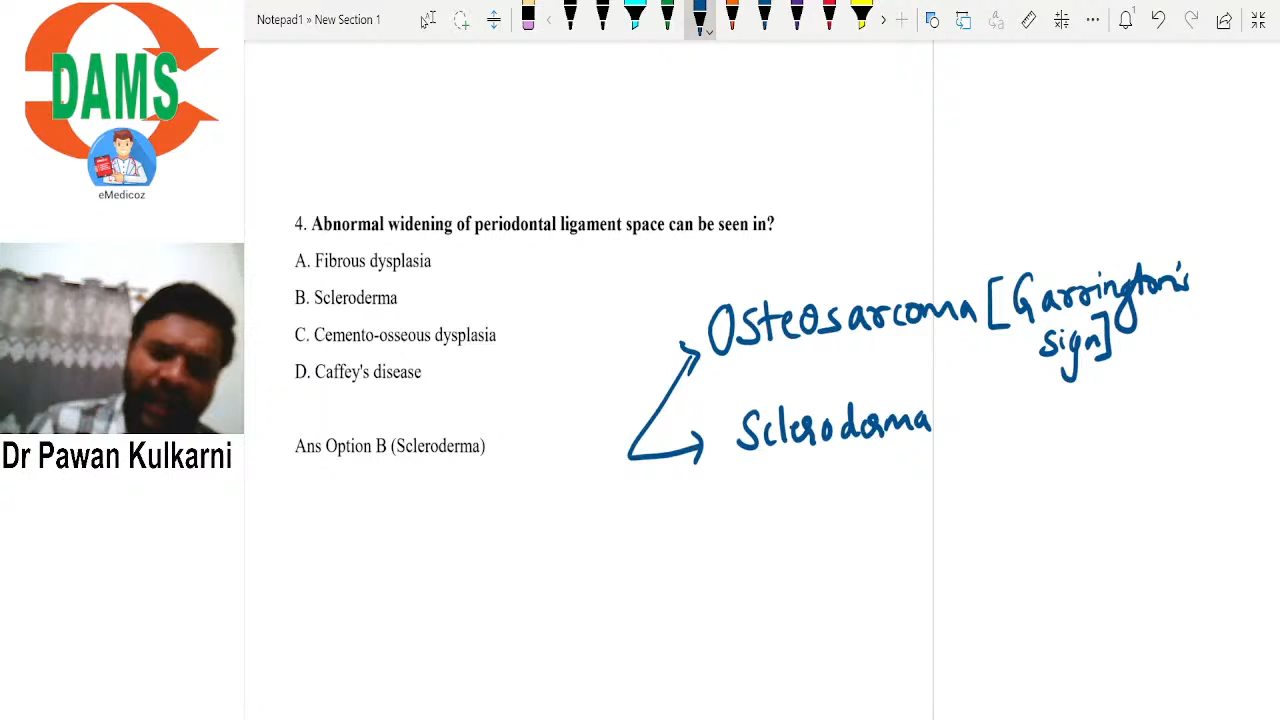 Notepad1 » New Section 1
DAMS
eMedicoz
4. Abnormal widening of periodontal ligament space can be seen in?
A. Fibrous dysplasia
B. Scleroderma
C. Cemento-osseous dysplasia
D. Caffey's disease
Osteosarcoma [Garrington's
sign]
Scleroderma
Ans Option B (Scleroderma)
Dr Pawan Kulkarni